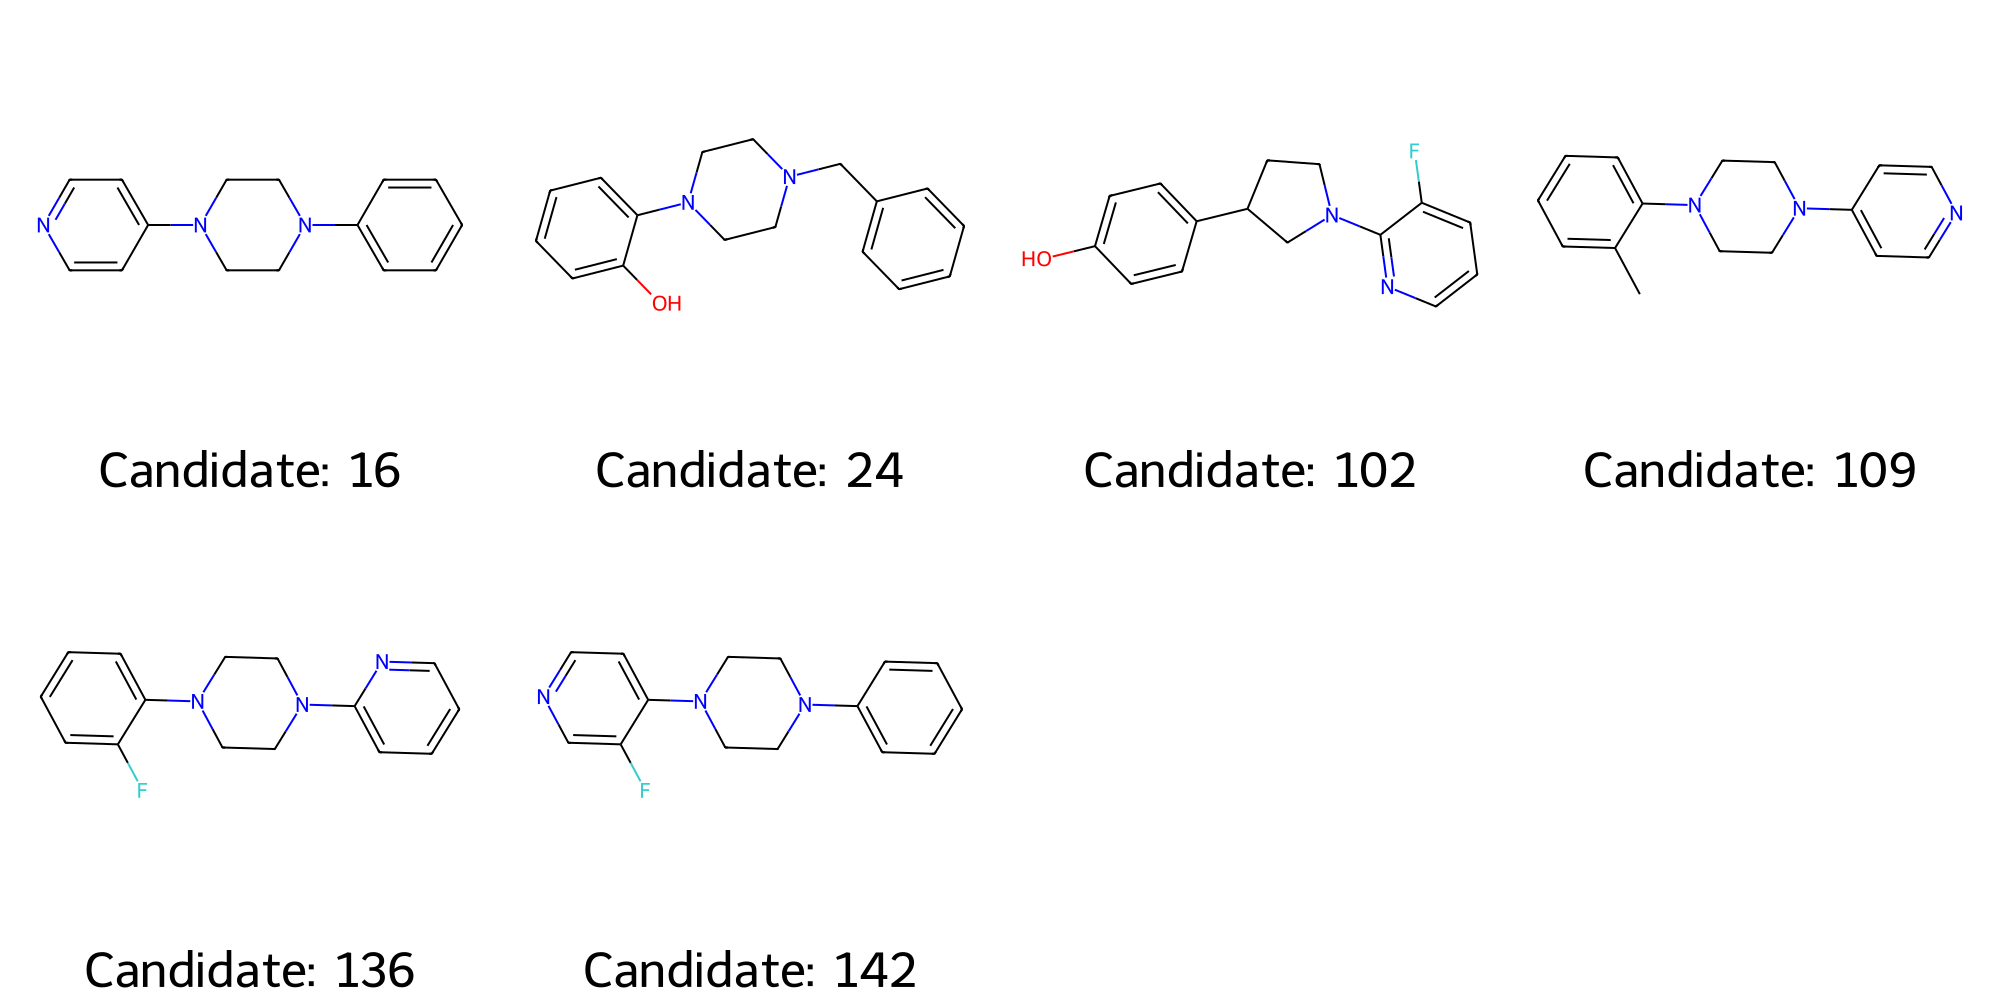 N N N
N N OH
HO N N F
N N N
Candidate: 16 Candidate: 24 Candidate: 102 Candidate: 109
N N N F
N N N F
Candidate: 136 Candidate: 142